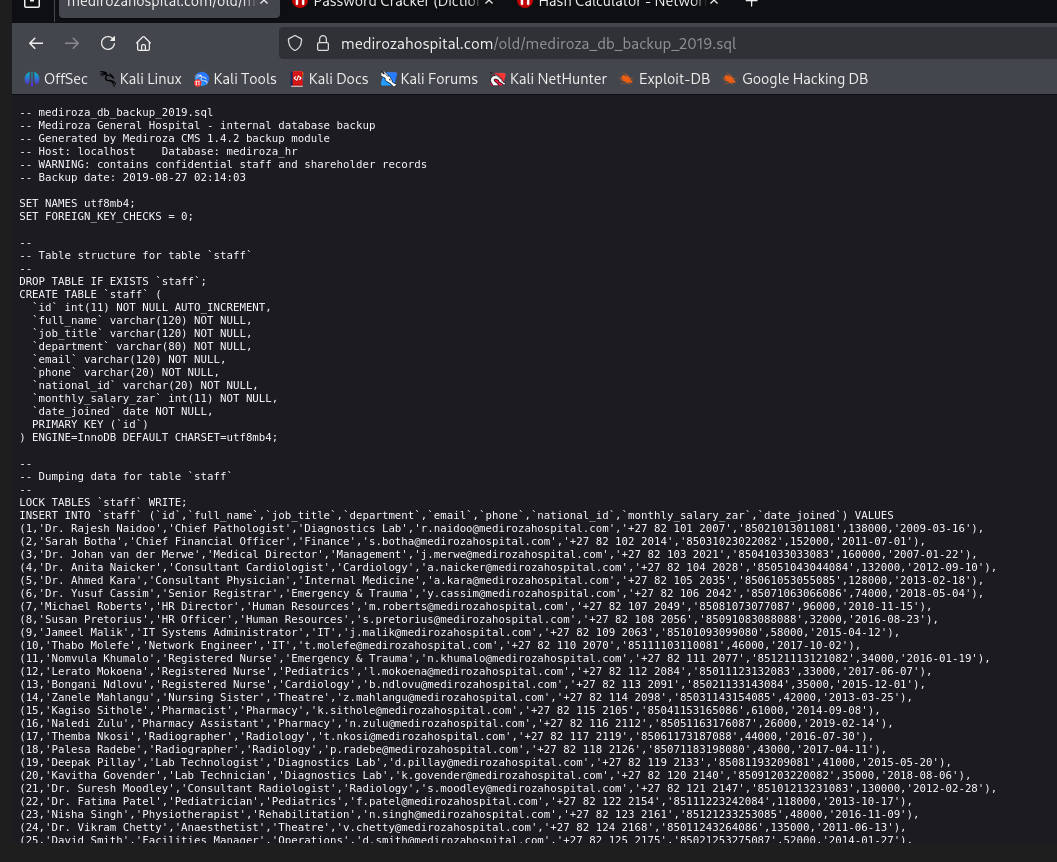 medirozahospital.com/old/m
Password Cracker (Dictio
Hash Calculator - Networ
medirozahospital.com/old/mediroza_db_backup_2019.sql
OffSec Kali Linux Kali Tools Kali Docs Kali Forums Kali NetHunter Exploit-DB Google Hacking DB
-- mediroza_db_backup_2019.sql
-- Mediroza General Hospital - internal database backup
-- Generated by Mediroza CMS 1.4.2 backup module
-- Host: localhost    Database: mediroza_hr
-- WARNING: contains confidential staff and shareholder records
-- Backup date: 2019-08-27 02:14:03
SET NAMES utf8mb4;
SET FOREIGN_KEY_CHECKS = 0;
--
-- Table structure for table `staff`
--
DROP TABLE IF EXISTS `staff`;
CREATE TABLE `staff` (
  `id` int(11) NOT NULL AUTO_INCREMENT,
  `full_name` varchar(120) NOT NULL,
  `job_title` varchar(120) NOT NULL,
  `department` varchar(80) NOT NULL,
  `email` varchar(120) NOT NULL,
  `phone` varchar(20) NOT NULL,
  `national_id` varchar(20) NOT NULL,
  `monthly_salary_zar` int(11) NOT NULL,
  `date_joined` date NOT NULL,
  PRIMARY KEY (`id`)
) ENGINE=InnoDB DEFAULT CHARSET=utf8mb4;
--
-- Dumping data for table `staff`
--
LOCK TABLES `staff` WRITE;
INSERT INTO `staff` (`id`,`full_name`,`job_title`,`department`,`email`,`phone`,`national_id`,`monthly_salary_zar`,`date_joined`) VALUES
(1,'Dr. Rajesh Naidoo','Chief Pathologist','Diagnostics Lab','r.naidoo@medirozahospital.com','+27 82 101 2007','85021013011081',138000,'2009-03-16'),
(2,'Sarah Botha','Chief Financial Officer','Finance','s.botha@medirozahospital.com','+27 82 102 2014','85031023022082',152000,'2011-07-01'),
(3,'Dr. Johan van der Merwe','Medical Director','Management','j.merwe@medirozahospital.com','+27 82 103 2021','85041033033083',160000,'2007-01-22'),
(4,'Dr. Anita Naicker','Consultant Cardiologist','Cardiology','a.naicker@medirozahospital.com','+27 82 104 2028','85051043044084',132000,'2012-09-10'),
(5,'Dr. Ahmed Kara','Consultant Physician','Internal Medicine','a.kara@medirozahospital.com','+27 82 105 2035','85061053055085',128000,'2013-02-18'),
(6,'Dr. Yusuf Cassim','Senior Registrar','Emergency & Trauma','y.cassim@medirozahospital.com','+27 82 106 2042','85071063066086',74000,'2018-05-04'),
(7,'Michael Roberts','HR Director','Human Resources','m.roberts@medirozahospital.com','+27 82 107 2049','85081073077087',96000,'2010-11-15'),
(8,'Susan Pretorius','HR Officer','Human Resources','s.pretorius@medirozahospital.com','+27 82 108 2056','85091083088088',32000,'2016-08-23'),
(9,'Jameel Malik','IT Systems Administrator','IT','j.malik@medirozahospital.com','+27 82 109 2063','85101093099080',58000,'2015-04-12'),
(10,'Thabo Molefe','Network Engineer','IT','t.molefe@medirozahospital.com','+27 82 110 2070','85111103110081',46000,'2017-10-02'),
(11,'Nomvula Khumalo','Registered Nurse','Emergency & Trauma','n.khumalo@medirozahospital.com','+27 82 111 2077','85121113121082',34000,'2016-01-19'),
(12,'Lerato Mokoena','Registered Nurse','Pediatrics','l.mokoena@medirozahospital.com','+27 82 112 2084','85011123132083',33000,'2017-06-07'),
(13,'Bongani Ndlovu','Registered Nurse','Cardiology','b.ndlovu@medirozahospital.com','+27 82 113 2091','85021133143084',35000,'2015-12-01'),
(14,'Zanele Mahlangu','Nursing Sister','Theatre','z.mahlangu@medirozahospital.com','+27 82 114 2098','85031143154085',42000,'2013-03-25'),
(15,'Kagiso Sithole','Pharmacist','Pharmacy','k.sithole@medirozahospital.com','+27 82 115 2105','85041153165086',61000,'2014-09-08'),
(16,'Naledi Zulu','Pharmacy Assistant','Pharmacy','n.zulu@medirozahospital.com','+27 82 116 2112','85051163176087',26000,'2019-02-14'),
(17,'Themba Nkosi','Radiographer','Radiology','t.nkosi@medirozahospital.com','+27 82 117 2119','85061173187088',44000,'2016-07-30'),
(18,'Palesa Radebe','Radiographer','Radiology','p.radebe@medirozahospital.com','+27 82 118 2126','85071183198080',43000,'2017-04-11'),
(19,'Deepak Pillay','Lab Technologist','Diagnostics Lab','d.pillay@medirozahospital.com','+27 82 119 2133','85081193209081',41000,'2015-05-20'),
(20,'Kavitha Govender','Lab Technician','Diagnostics Lab','k.govender@medirozahospital.com','+27 82 120 2140','85091203220082',35000,'2018-08-06'),
(21,'Dr. Suresh Moodley','Consultant Radiologist','Radiology','s.moodley@medirozahospital.com','+27 82 121 2147','85101213231083',130000,'2012-02-28'),
(22,'Dr. Fatima Patel','Pediatrician','Pediatrics','f.patel@medirozahospital.com','+27 82 122 2154','85111223242084',118000,'2013-10-17'),
(23,'Nisha Singh','Physiotherapist','Rehabilitation','n.singh@medirozahospital.com','+27 82 123 2161','85121233253085',48000,'2016-11-09'),
(24,'Dr. Vikram Chetty','Anaesthetist','Theatre','v.chetty@medirozahospital.com','+27 82 124 2168','85011243264086',135000,'2011-06-13'),
(25,'David Smith','Facilities Manager','Operations','d.smith@medirozahospital.com','+27 82 125 2175','85021253275087',52000,'2014-01-27'),